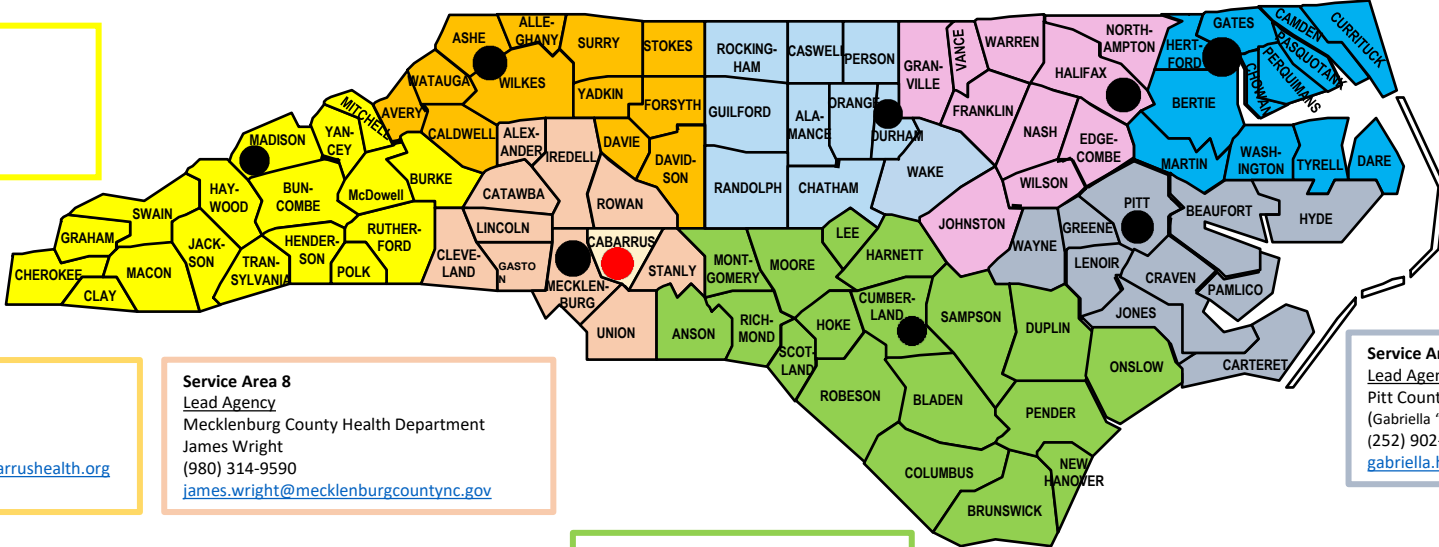 ASHE
ALLE-
GHANY
SURRY
STOKES
ROCKING-
HAM
CASWELL
PERSON
GRAN-
VILLE
VANCE
WARREN
NORTH-
AMPTON
HERT-
FORD
GATES
CAMDEN
PASQUOTANK
CURRITUCK
PERQUIMANS
CHOWAN
WATAUGA
WILKES
YADKIN
FORSYTH
GUILFORD
ALA-
MANCE
ORANGE
DURHAM
FRANKLIN
HALIFAX
BERTIE
MITCHELL
AVERY
CALDWELL
ALEX-
ANDER
IREDELL
DAVIE
DAVID-
SON
RANDOLPH
CHATHAM
WAKE
NASH
EDGE-
COMBE
MARTIN
WASH-
INGTON
TYRELL
DARE
MADISON
YAN-
CEY
McDowell
BURKE
CATAWBA
ROWAN
WILSON
PITT
BEAUFORT
HYDE
HAY-
WOOD
BUN-
COMBE
RUTHER-
FORD
LINCOLN
CABARRUS
STANLY
LEE
HARNETT
JOHNSTON
WAYNE
GREENE
SWAIN
GRAHAM
JACK-
SON
HENDER-
SON
CLEVE-
LAND
GASTO
N
MECKLEN-
BURG
MONT-
GOMERY
MOORE
LENOIR
CRAVEN
PAMLICO
CHEROKEE
MACON
TRAN-
SYLVANIA
POLK
CLAY
UNION
ANSON
RICH-
MOND
SCOT-
LAND
HOKE
CUMBER-
LAND
SAMPSON
DUPLIN
JONES
ONSLOW
CARTERET
ROBESON
BLADEN
PENDER
COLUMBUS
NEW
HANOVER
BRUNSWICK
arrushealth.org
Service Area 8
Lead Agency
Mecklenburg County Health Department
James Wright
(980) 314-9590
james.wright@mecklenburgcountync.gov
Service Ar
Lead Agen
Pitt Count
(Gabriella
(252) 902-
gabriella.h